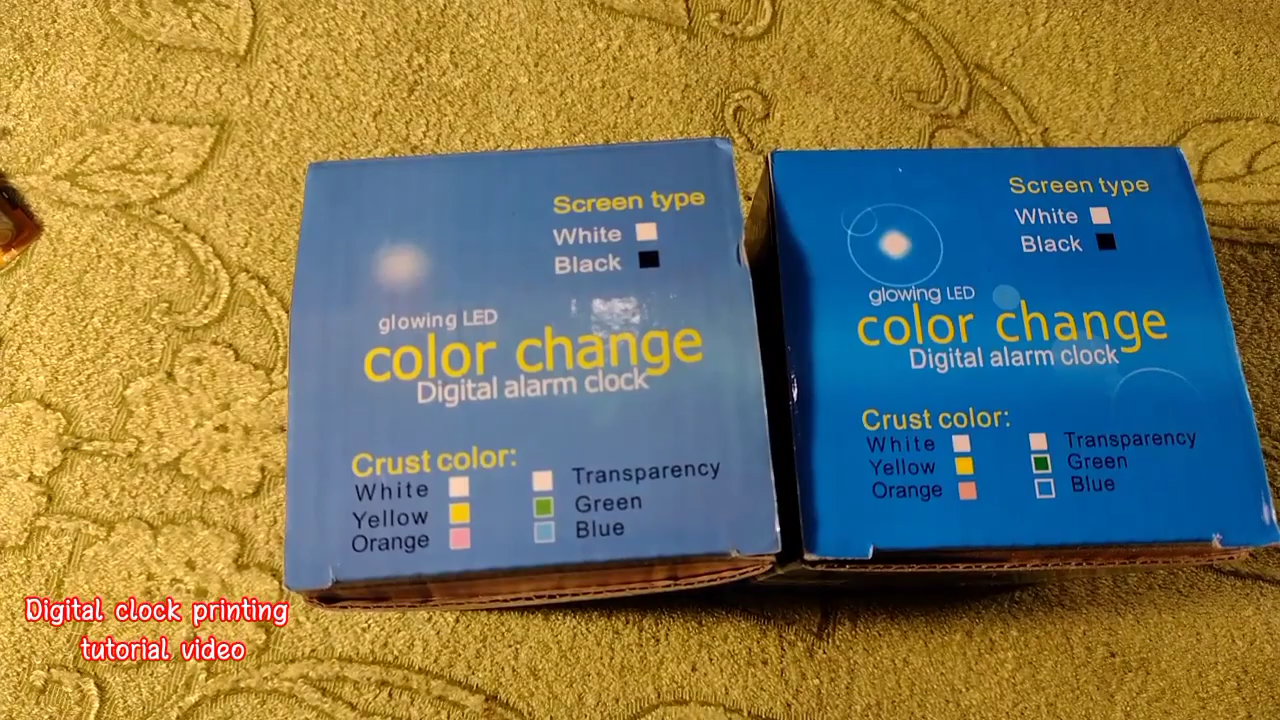 Screen type
White
Black
glowing LED
color change
Digital alarm clock
Crust color:
White
Yellow
Orange
Transparency
Green
Blue
Screen type
White
Black
glowing LED
color change
Digital alarm clock
Crust color:
White
Yellow
Orange
Transparency
Green
Blue
Digital clock printing
tutorial video